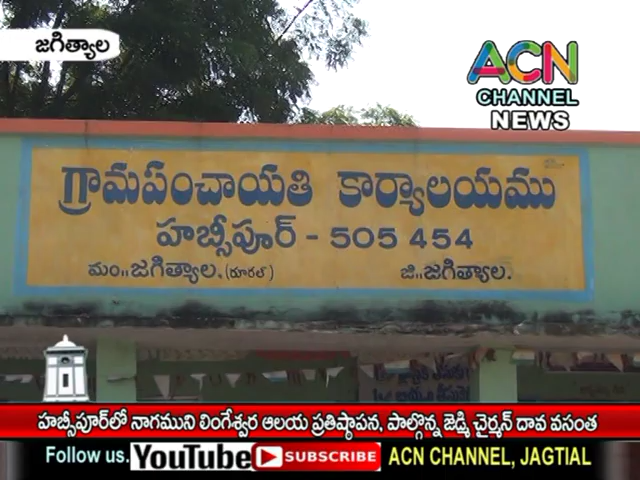 జగిత్యాల
ACN
CHANNEL
NEWS
గ్రామపంచాయతి కార్యాలయము
హబ్సీపూర్ - 505 454
మం॥జగిత్యాల.(రూరల్) జి॥జగిత్యాల.
హబ్సీపూర్‌లో నాగముని లింగేశ్వర ఆలయ ప్రతిష్ఠాపన, పాల్గొన్న జెడ్పి చైర్మన్ దావ వసంత
Follow us. YouTube SUBSCRIBE ACN CHANNEL, JAGTIAL